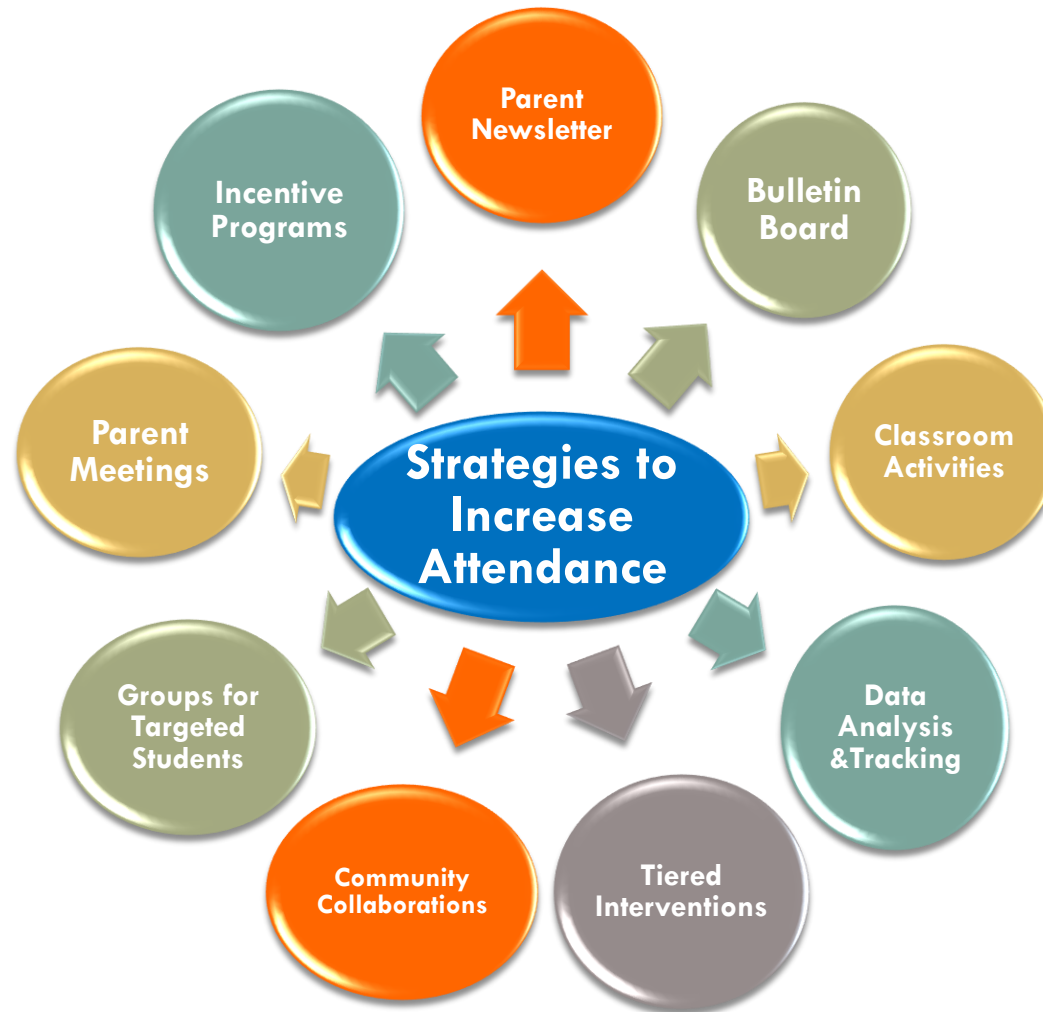 Parent
Newsletter
Bulletin
Board
Classroom
Activities
Data
Analysis
&Tracking
Tiered
Interventions
Community
Collaborations
Groups for
Targeted
Students
Parent
Meetings
Incentive
Programs
Strategies to
Increase
Attendance